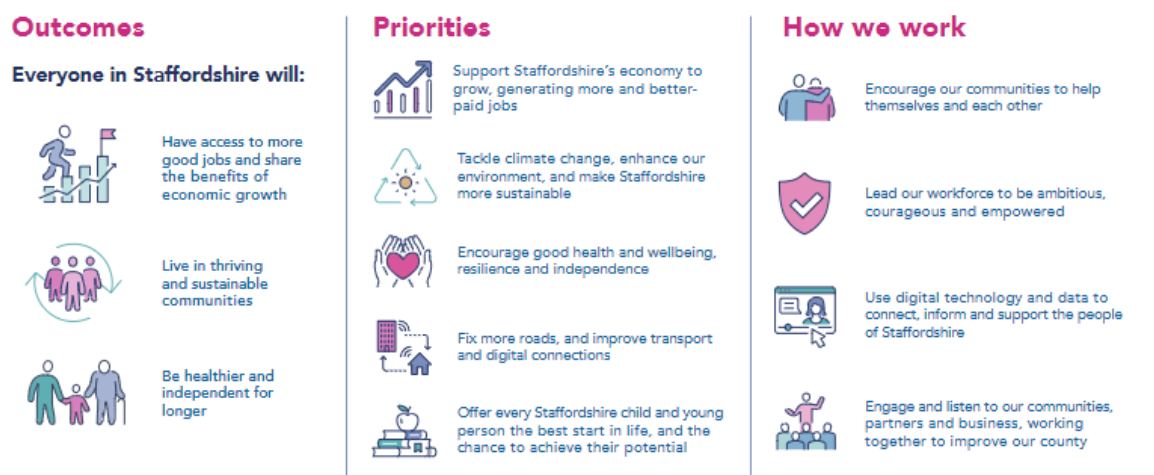 Outcomes
Everyone in Staffordshire will:
Have access to more
good jobs and share
the benefits of
economic growth
Live in thriving
and sustainable
communities
Be healthier and
independent for
longer
Priorities
Support Staffordshire's economy to
grow, generating more and better-
paid jobs
Tackle climate change, enhance our
environment, and make Staffordshire
more sustainable
Encourage good health and wellbeing,
resilience and independence
Fix more roads, and improve transport
and digital connections
Offer every Staffordshire child and young
person the best start in life, and the
chance to achieve their potential
How we work
Encourage our communities to help
themselves and each other
Lead our workforce to be ambitious,
courageous and empowered
Use digital technology and data to
connect, inform and support the people
of Staffordshire
Engage and listen to our communities,
partners and business, working
together to improve our county